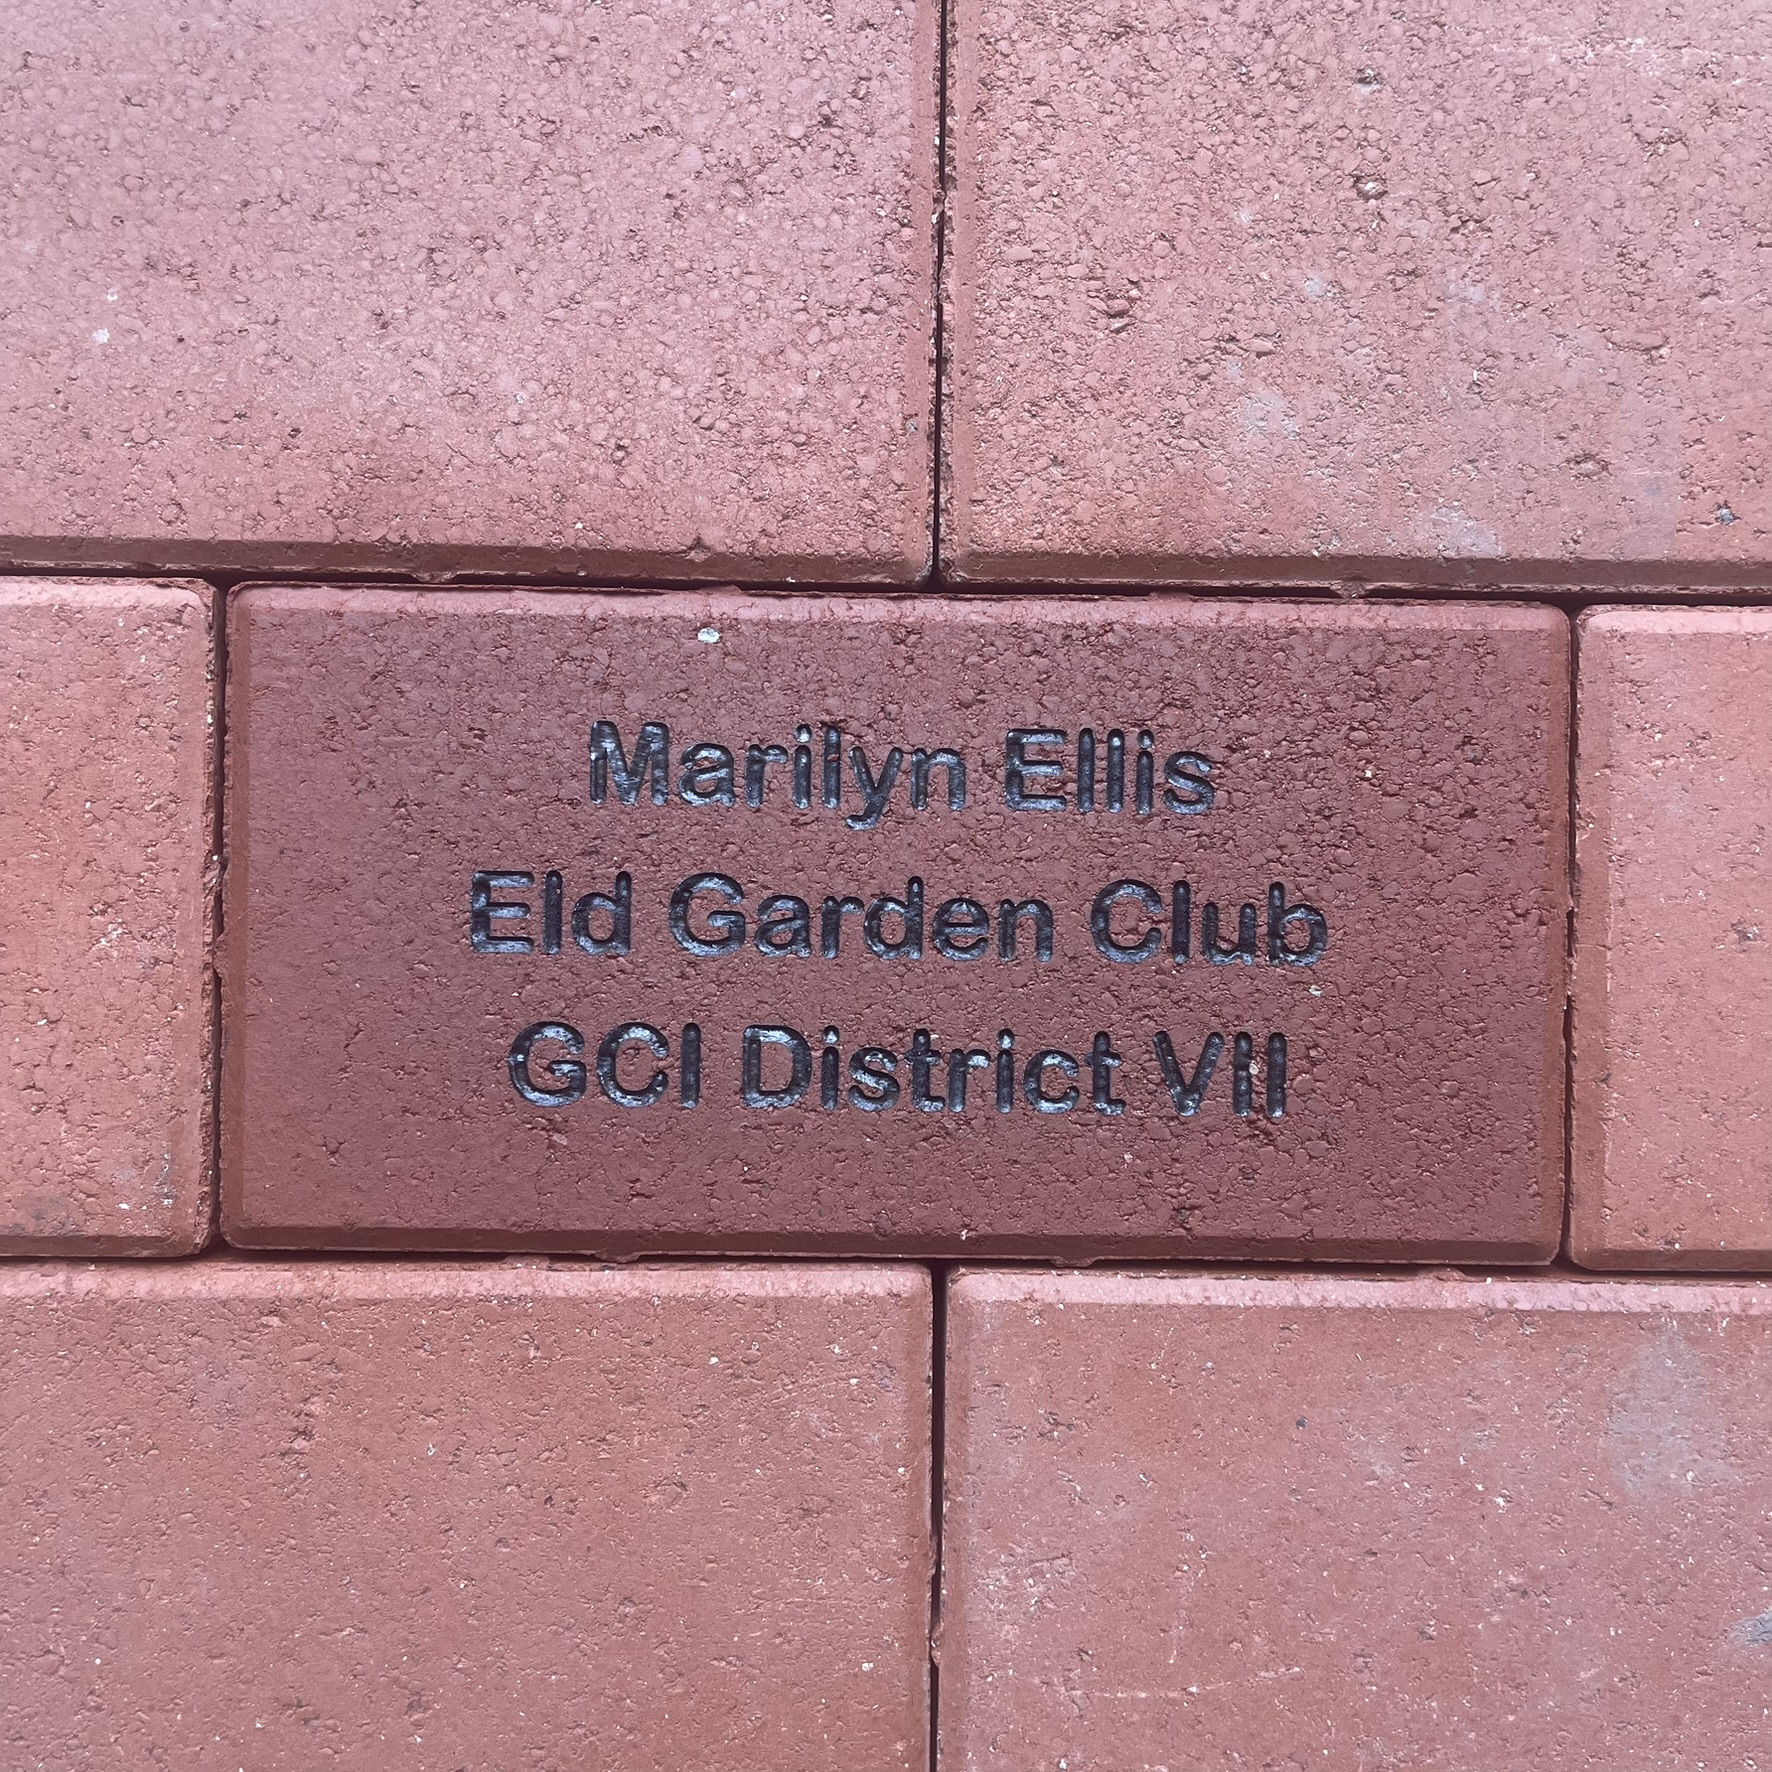 Marilyn Ellis
Eld Garden Club
GCI District VII